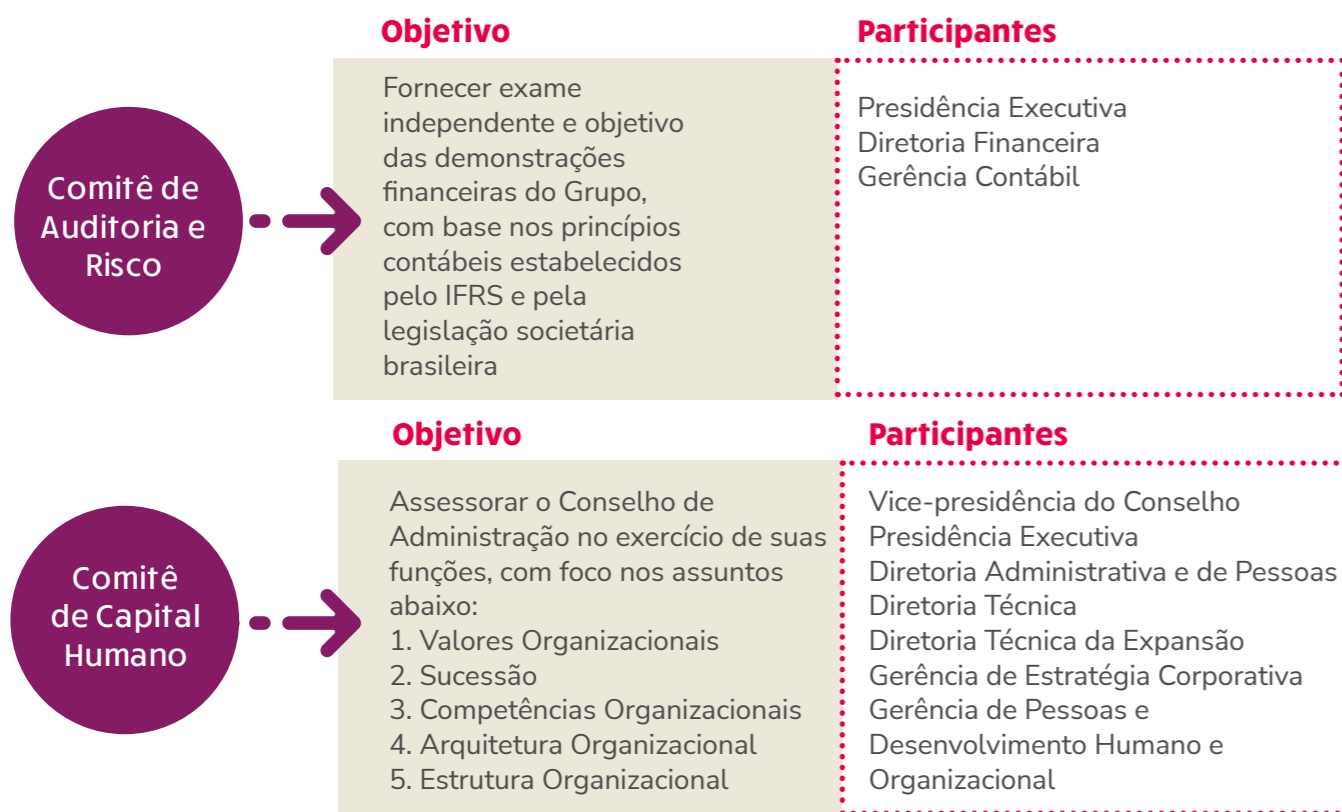 Objetivo
Participantes
Comitê de
Auditoria e
Risco
Fornecer exame
independente e objetivo
das demonstrações
financeiras do Grupo,
com base nos princípios
contábeis estabelecidos
pelo IFRS e pela
legislação societária
brasileira
Presidência Executiva
Diretoria Financeira
Gerência Contábil
Objetivo
Participantes
Comitê
de Capital
Humano
Assessorar o Conselho de
Administração no exercício de suas
funções, com foco nos assuntos
abaixo:
1. Valores Organizacionais
2. Sucessão
3. Competências Organizacionais
4. Arquitetura Organizacional
5. Estrutura Organizacional
Vice-presidência do Conselho
Presidência Executiva
Diretoria Administrativa e de Pessoas
Diretoria Técnica
Diretoria Técnica da Expansão
Gerência de Estratégia Corporativa
Gerência de Pessoas e
Desenvolvimento Humano e
Organizacional